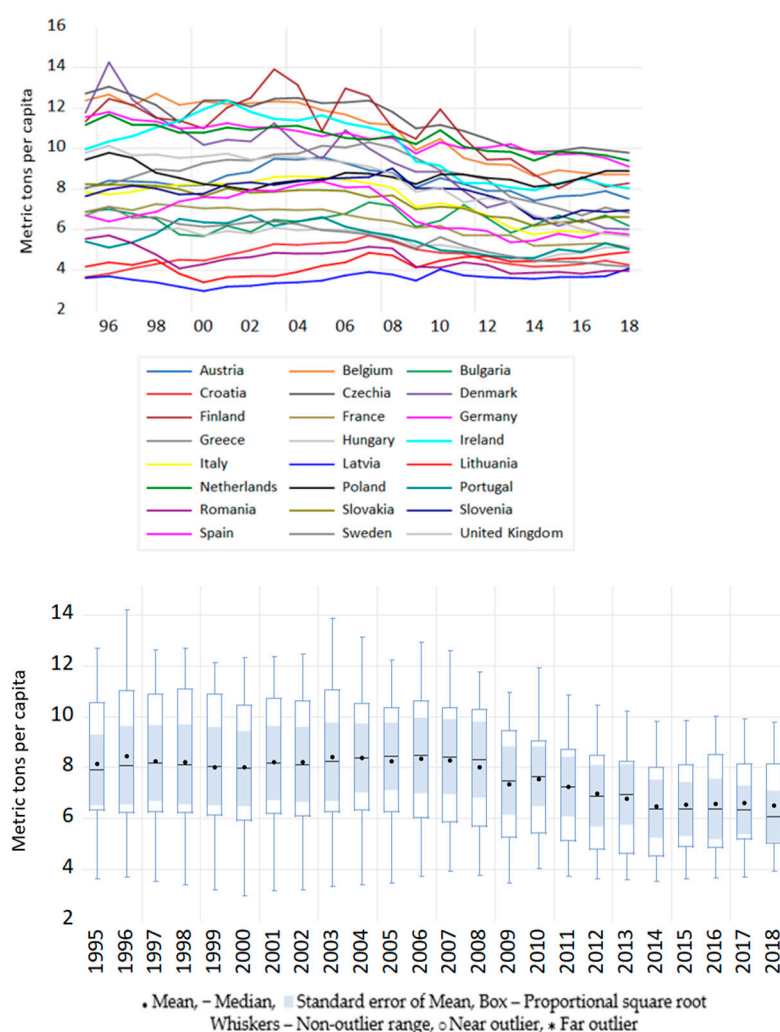 16
14
12
10
8
6
4
2
Metric tons per capita
96 98 00 02 04 06 08 10 12 14 16 18
Austria Belgium Bulgaria
Croatia Czechia Denmark
Finland France Germany
Greece Hungary Ireland
Italy Latvia Lithuania
Netherlands Poland Portugal
Romania Slovakia Slovenia
Spain Sweden United Kingdom
14
12
10
8
6
4
2
Metric tons per capita
1995 1996 1997 1998 1999 2000 2001 2002 2003 2004 2005 2006 2007 2008 2009 2010 2011 2012 2013 2014 2015 2016 2017 2018
• Mean, – Median, Standard error of Mean, Box – Proportional square root
Whiskers – Non-outlier range, ○ Near outlier, * Far outlier